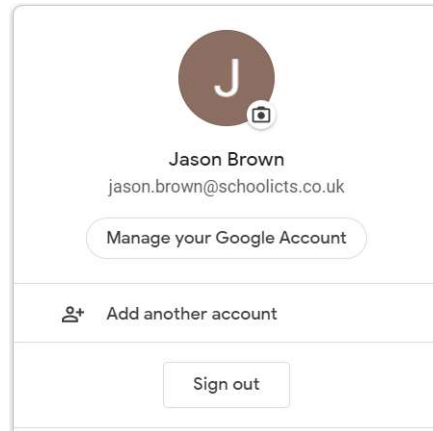 J
Jason Brown
jason.brown@schoolicts.co.uk
Manage your Google Account
Add another account
Sign out